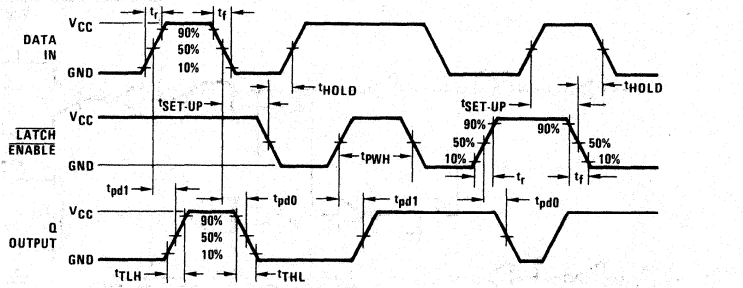 VCC
tr
tf
DATA
IN
90%
50%
10%
GND
tHOLD
tSET-UP
tSET-UP
tHOLD
VCC
LATCH
ENABLE
90%
50%
10%
90%
50%
10%
GND
tPWH
tr
tf
tpd1
tpd0
tpd1
tpd0
VCC
Q
OUTPUT
90%
50%
10%
GND
tTLH
tTHL